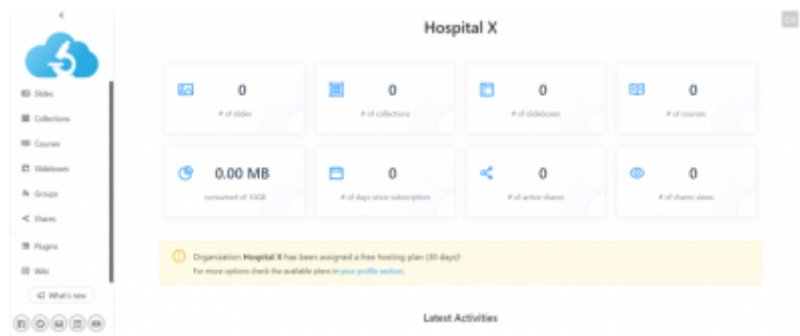 Hospital X
Slides
Collections
Courses
Slideboxes
Groups
Shares
Plugins
Wiki
What's new
0
# of slides
0
# of collections
0
# of slideboxes
0
# of courses
0.00 MB
consumed of 10GB
0
# of days since subscription
0
# of active shares
0
# of shares views
Organization Hospital X has been assigned a free hosting plan (30 days)!
For more options check the available plans in your profile section.
Latest Activities